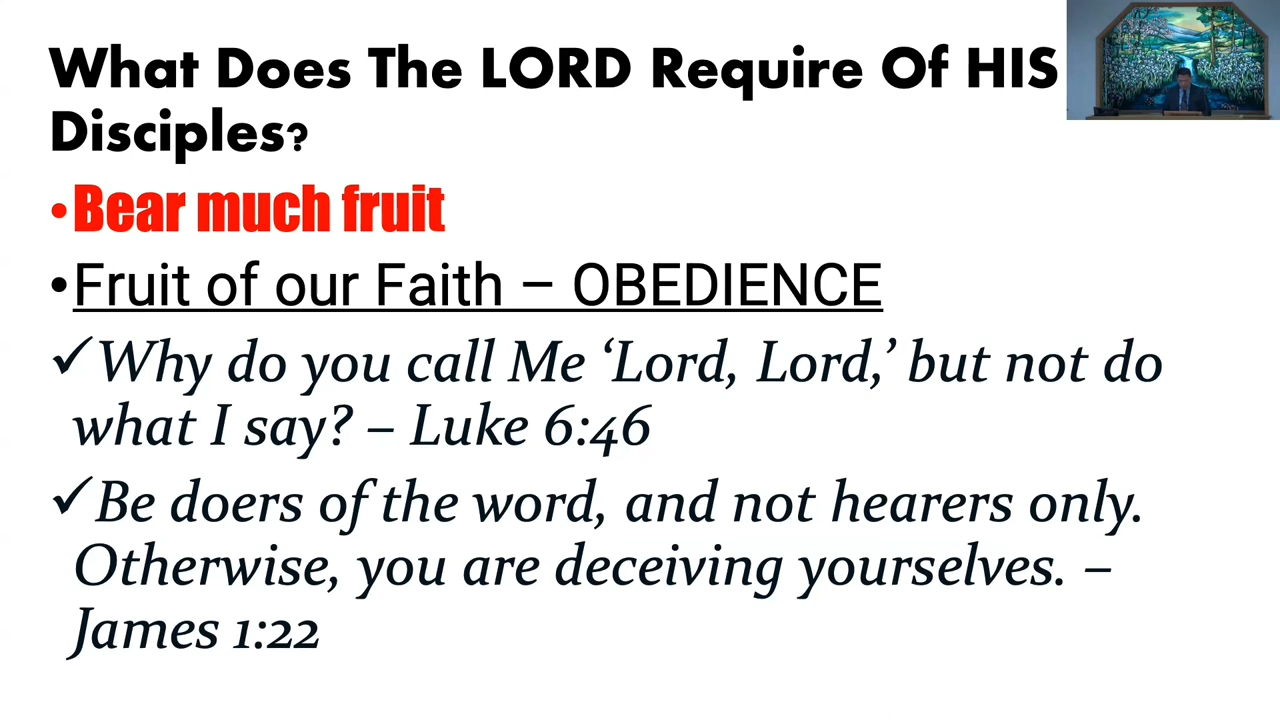 What Does The LORD Require Of HIS
Disciples?
•Bear much fruit
•Fruit of our Faith – OBEDIENCE
✓Why do you call Me ‘Lord, Lord,’ but not do
what I say? – Luke 6:46
✓Be doers of the word, and not hearers only.
Otherwise, you are deceiving yourselves. –
James 1:22